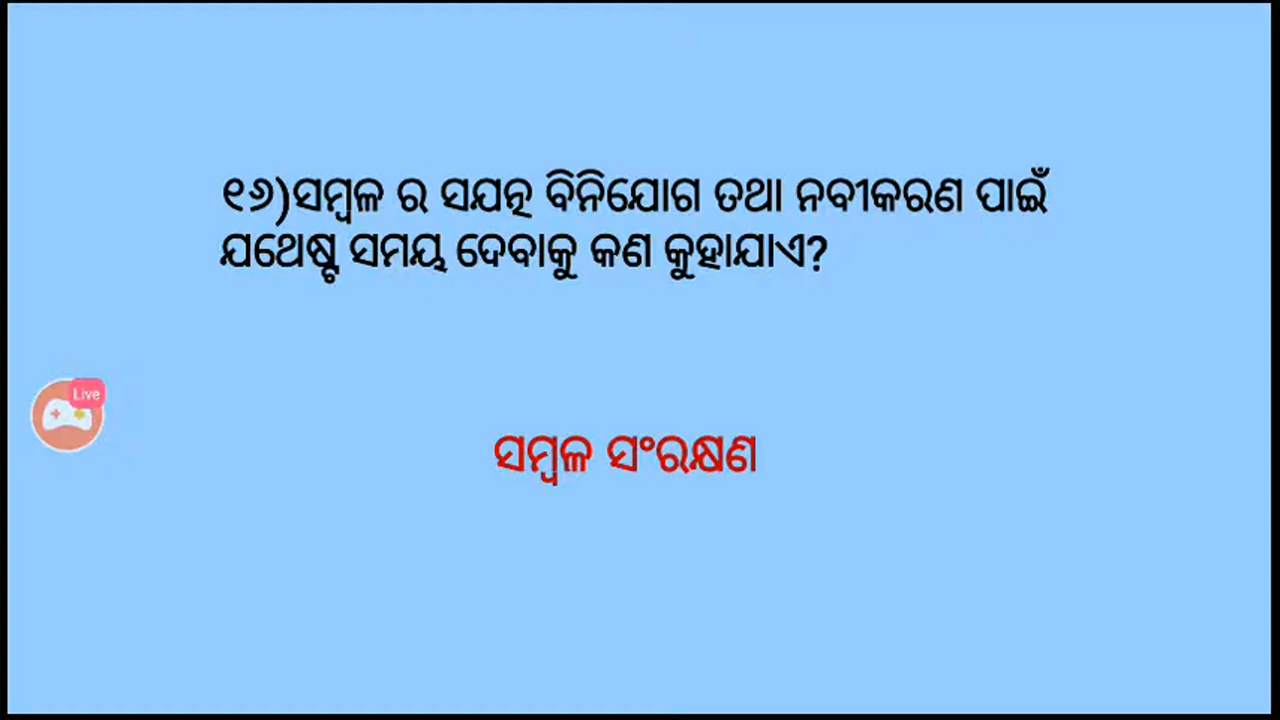 ୧୬)ସମ୍ବଳ ର ସଯତ୍ନ ବିନିଯୋଗ ତଥା ନବୀକରଣ ପାଇଁ
ଯଥେଷ୍ଟ ସମୟ ଦେବାକୁ କଣ କୁହାଯାଏ?
Live
ସମ୍ବଳ ସଂରକ୍ଷଣ